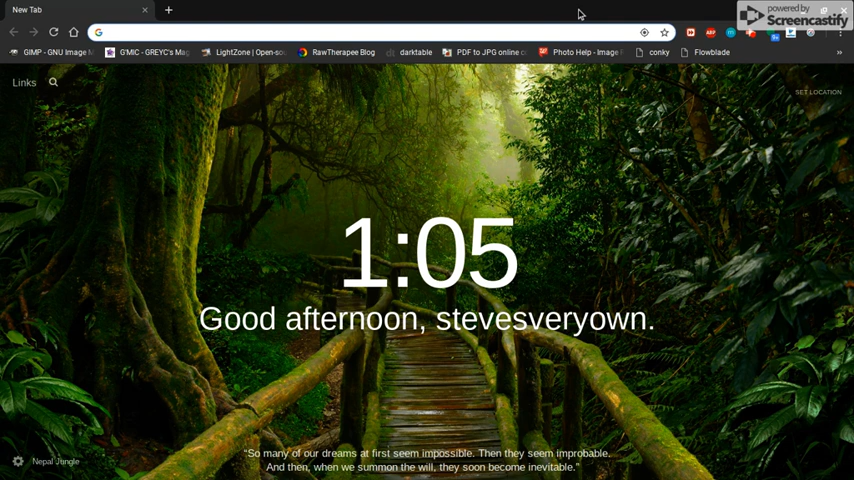 New Tab
powered by
Screencastify
GIMP - GNU Image M
G'MIC - GREYC's Mag
LightZone | Open-sou
RawTherapee Blog
darktable
PDF to JPG online co
Photo Help - Image R
conky
Flowblade
»
Links
SET LOCATION
1:05
Good afternoon, stevesveryown.
“So many of our dreams at first seem impossible. Then they seem improbable.
And then, when we summon the will, they soon become inevitable.”
Nepal Jungle